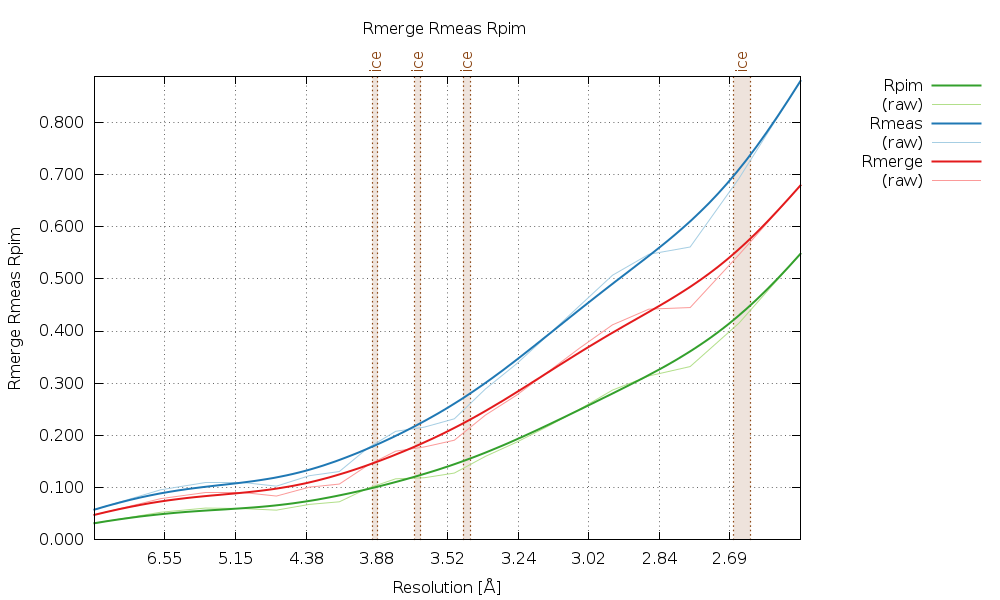 Rmerge Rmeas Rpim
ice ice ice ice
Rpim
(raw)
Rmeas
(raw)
Rmerge
(raw)
Rmerge Rmeas Rpim
0.800
0.700
0.600
0.500
0.400
0.300
0.200
0.100
0.000
6.55 5.15 4.38 3.88 3.52 3.24 3.02 2.84 2.69
Resolution [Å]